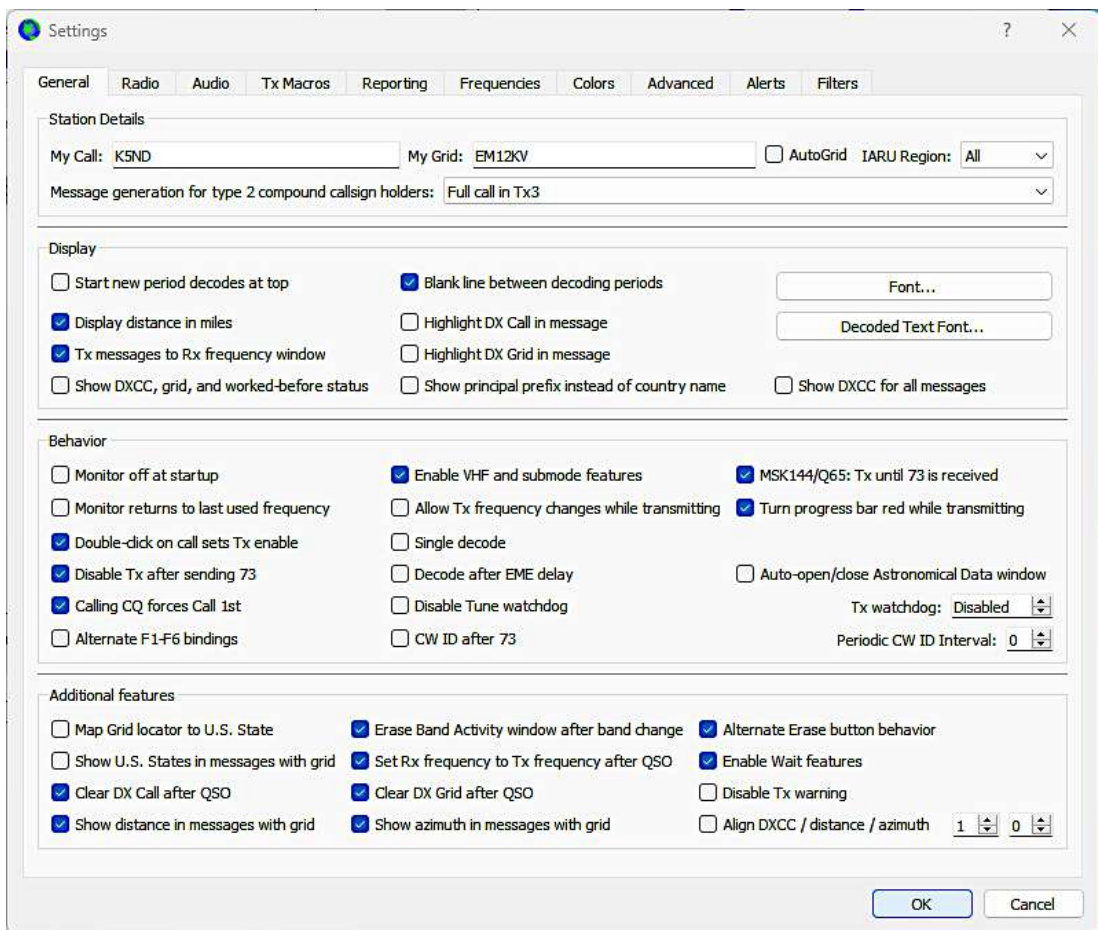 Settings
General Radio Audio Tx Macros Reporting Frequencies Colors Advanced Alerts Filters
Station Details
My Call: K5ND My Grid: EM12KV AutoGrid IARU Region: All
Message generation for type 2 compound callsign holders: Full call in Tx3
Display
Start new period decodes at top Blank line between decoding periods Font...
Display distance in miles Highlight DX Call in message Decoded Text Font...
Tx messages to Rx frequency window Highlight DX Grid in message
Show DXCC, grid, and worked-before status Show principal prefix instead of country name Show DXCC for all messages
Behavior
Monitor off at startup Enable VHF and submode features MSK144/Q65: Tx until 73 is received
Monitor returns to last used frequency Allow Tx frequency changes while transmitting Turn progress bar red while transmitting
Double-click on call sets Tx enable Single decode
Disable Tx after sending 73 Decode after EME delay Auto-open/close Astronomical Data window
Calling CQ forces Call 1st Disable Tune watchdog Tx watchdog: Disabled
Alternate F1-F6 bindings CW ID after 73 Periodic CW ID Interval: 0
Additional features
Map Grid locator to U.S. State Erase Band Activity window after band change Alternate Erase button behavior
Show U.S. States in messages with grid Set Rx frequency to Tx frequency after QSO Enable Wait features
Clear DX Call after QSO Clear DX Grid after QSO Disable Tx warning
Show distance in messages with grid Show azimuth in messages with grid Align DXCC / distance / azimuth 1 0
OK Cancel